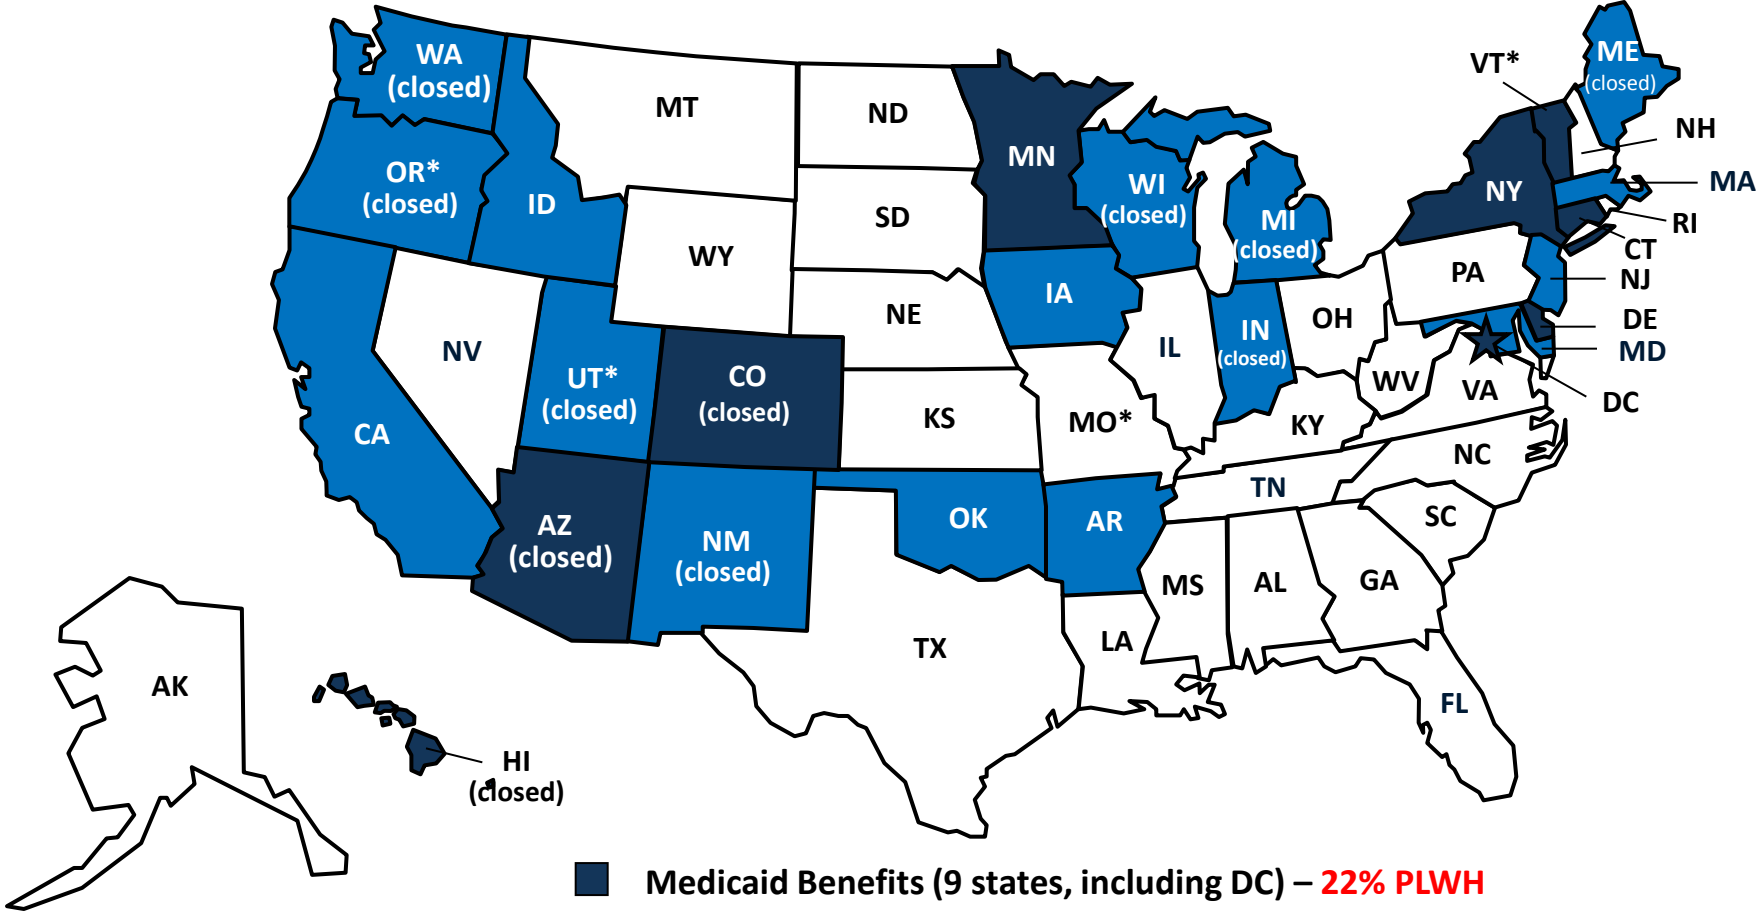 WA
(closed)
MT
ND
MN
VT*
ME
(closed)
NH
OR*
(closed)
ID
SD
WI
(closed)
MI
(closed)
NY
MA
RI
CT
WY
PA
NJ
NE
IA
IN
(closed)
OH
DE
MD
NV
IL
UT*
(closed)
CO
(closed)
WV
VA
DC
CA
KS
MO*
KY
NC
TN
AZ
(closed)
NM
(closed)
OK
AR
SC
MS
AL
GA
TX
LA
AK
FL
HI
(closed)
Medicaid Benefits (9 states, including DC) – 22% PLWH